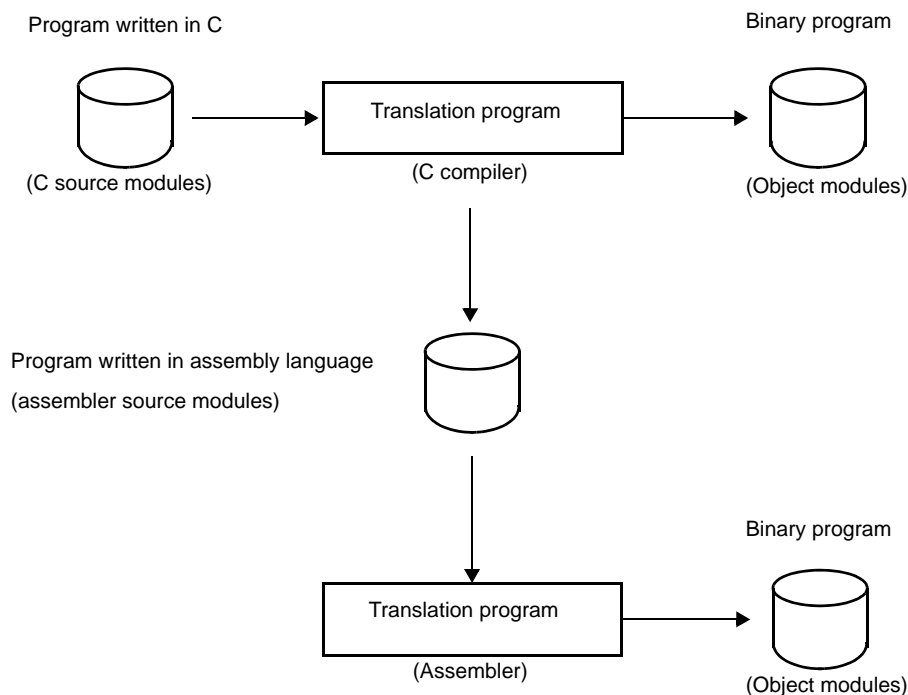 Program written in C
Binary program
Translation program
(C source modules)
(C compiler)
(Object modules)
Program written in assembly language
(assembler source modules)
Binary program
Translation program
(Assembler)
(Object modules)